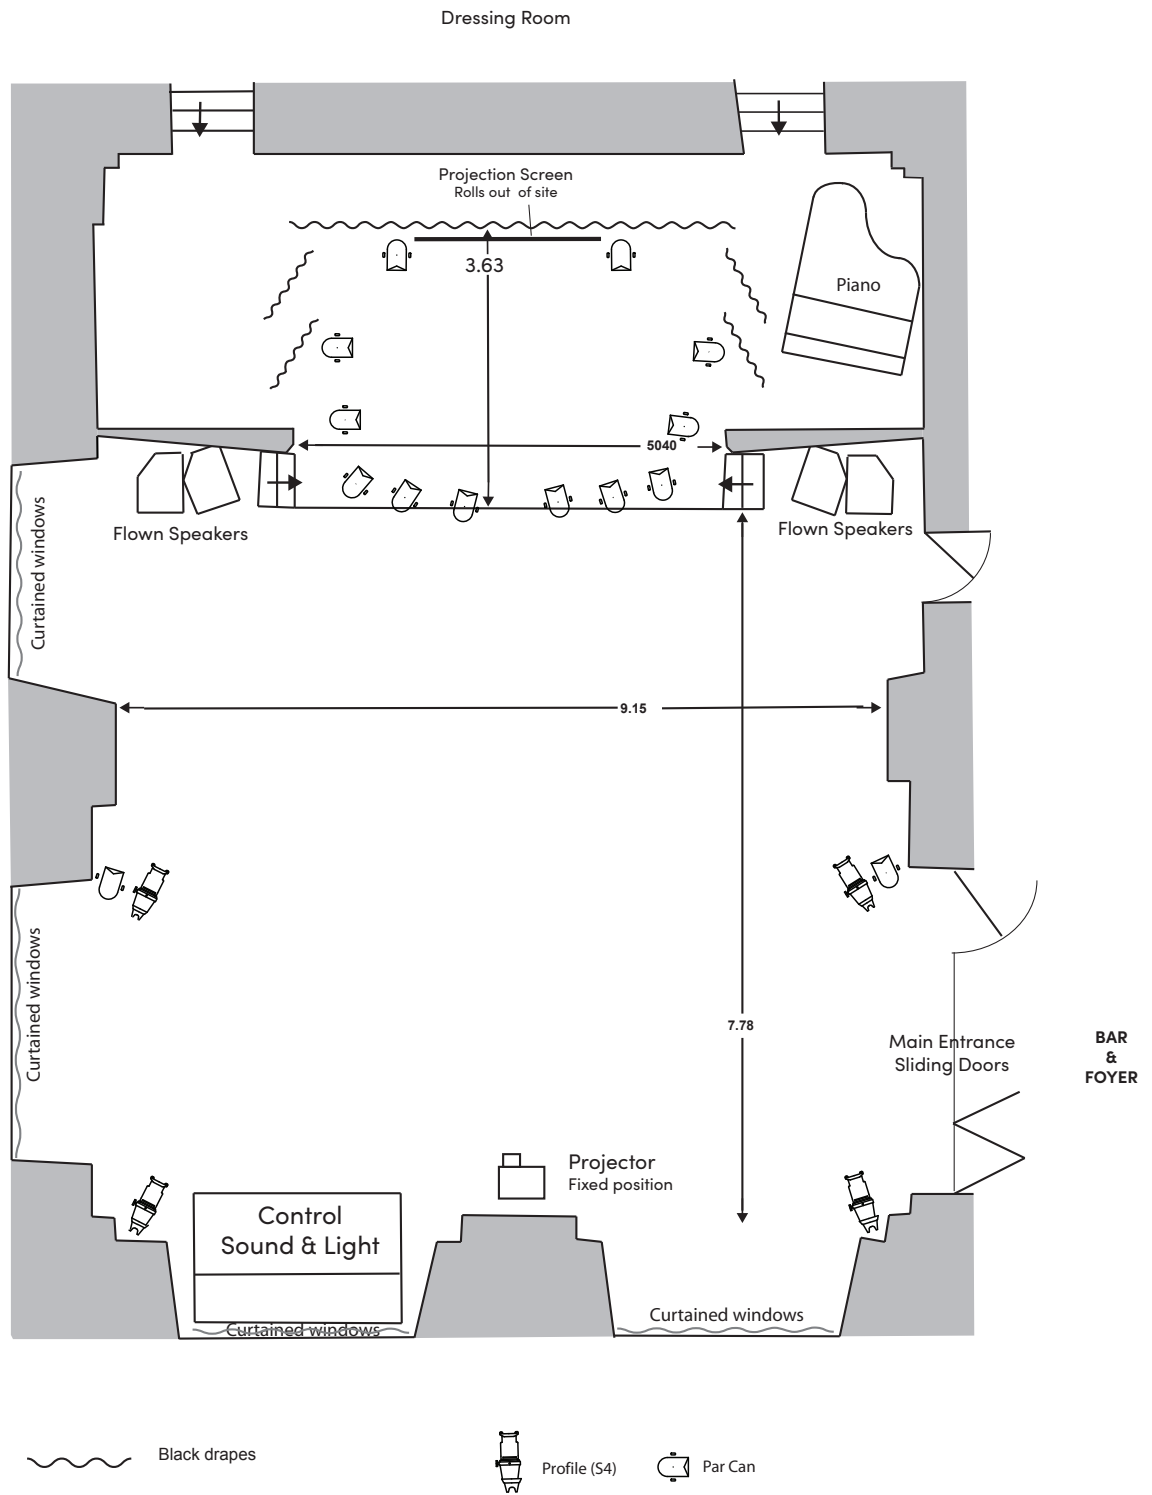 Dressing Room
Projection Screen
Rolls out  of site
3.63
Piano
5040
Flown Speakers
Flown Speakers
Curtained windows
9.15
Curtained windows
7.78
Main Entrance
Sliding Doors
BAR
&
FOYER
Projector
Fixed position
Control
Sound & Light
Curtained windows
Curtained windows
Black drapes
Profile (S4)
Par Can